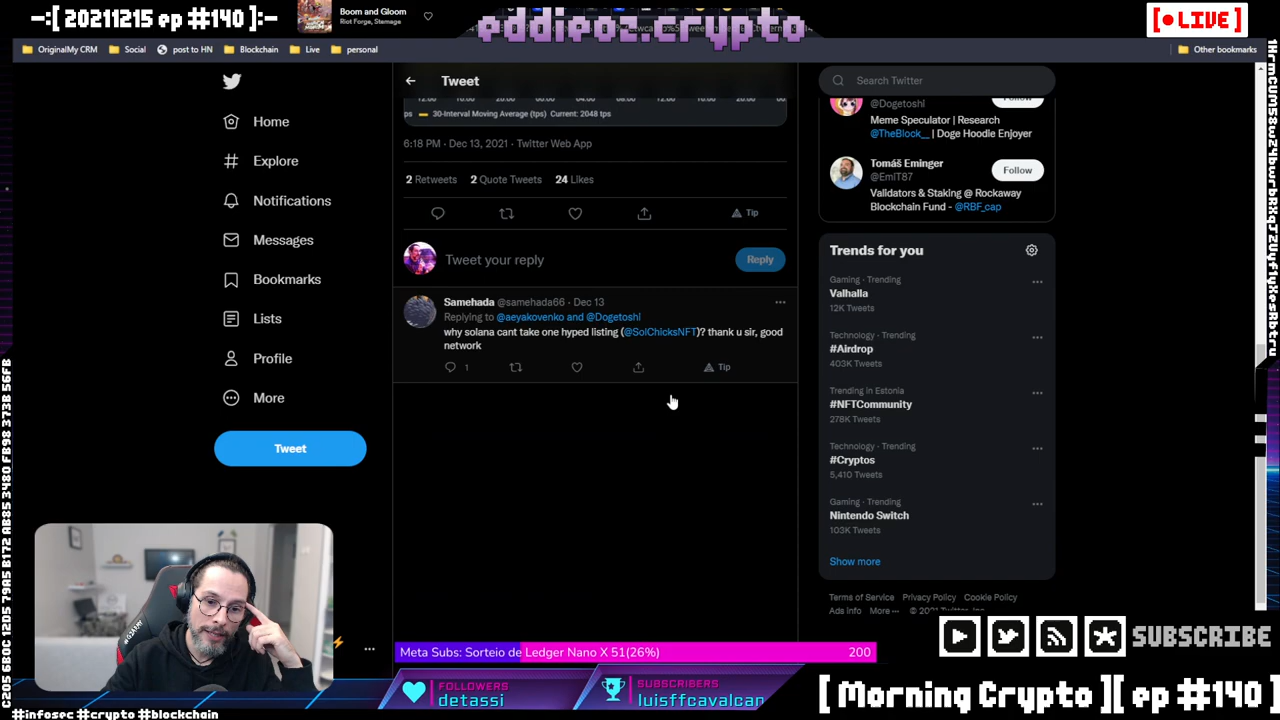 –:[ 20211215 ep #140 ]:–
Boom and Gloom
Riot Forge, Stamage
eddieoz.crypto
[● LIVE ]
OriginalMy CRM
Social
post to HN
Blockchain
Live
personal
Other bookmarks
Home
Explore
Notifications
Messages
Bookmarks
Lists
Profile
More
Tweet
Tweet
30-Interval Moving Average (tps) Current: 2048 tps
6:18 PM · Dec 13, 2021 · Twitter Web App
2 Retweets 2 Quote Tweets 24 Likes
Tip
Tweet your reply
Reply
Samehada @samehada66 · Dec 13
Replying to @aeyakovenko and @Dogetoshi
why solana cant take one hyped listing (@SolChicksNFT)? thank u sir, good
network
1
Tip
Search Twitter
@Dogetoshi
Meme Speculator | Research
@TheBlock__ | Doge Hoodie Enjoyer
Tomáš Eminger
@EmIT87
Follow
Validators & Staking @ Rockaway
Blockchain Fund - @RBF_cap
Trends for you
Gaming · Trending
Valhalla
12K Tweets
Technology · Trending
#Airdrop
403K Tweets
Trending in Estonia
#NFTCommunity
278K Tweets
Technology · Trending
#Cryptos
5,410 Tweets
Gaming · Trending
Nintendo Switch
103K Tweets
Show more
Terms of Service Privacy Policy Cookie Policy
Ads info More ··· © 2021 Twitter, Inc.
Meta Subs: Sorteio de Ledger Nano X 51(26%) 200
FOLLOWERS
detassi
SUBSCRIBERS
luisffcavalcan
SUBSCRIBE
[ Morning Crypto ][ ep #140 ]
#infosec #crypto #blockchain